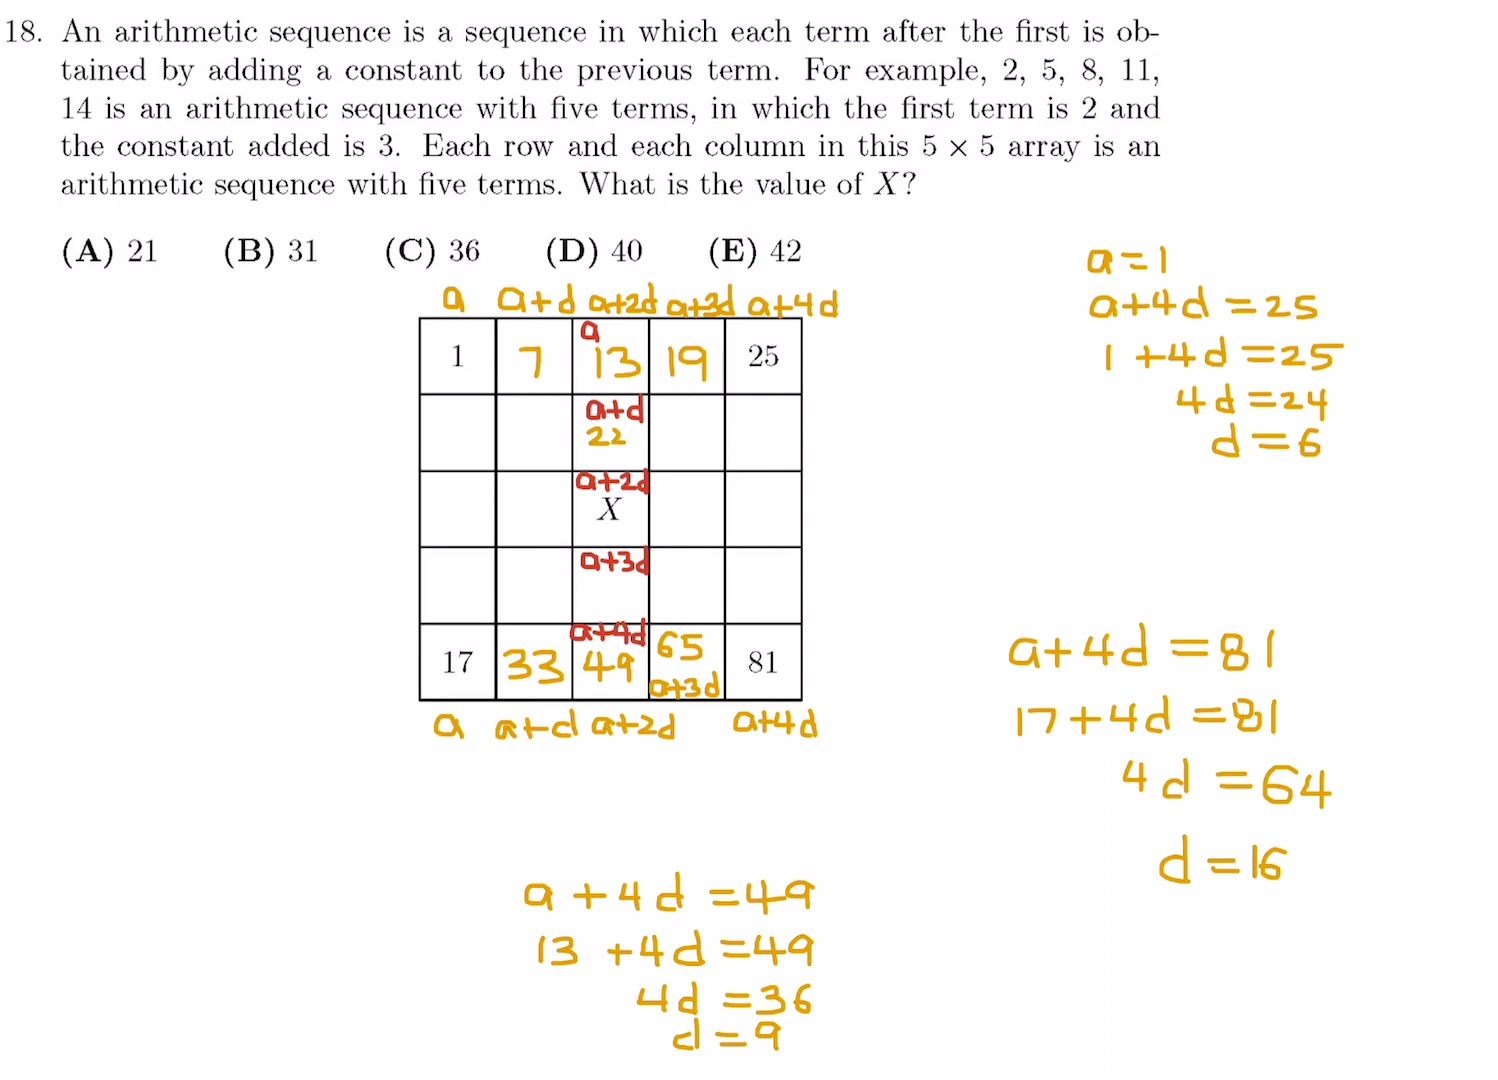 18. An arithmetic sequence is a sequence in which each term after the first is ob-
tained by adding a constant to the previous term. For example, 2, 5, 8, 11,
14 is an arithmetic sequence with five terms, in which the first term is 2 and
the constant added is 3. Each row and each column in this 5 × 5 array is an
arithmetic sequence with five terms. What is the value of X?
(A) 21 (B) 31 (C) 36 (D) 40 (E) 42
a a+d a+2d a+3d a+4d
a
1 7 13 19 25
a+d
22
a+2d
X
a+3d
a+4d
17 33 49 65 81
a+3d
a a+d a+2d a+4d
a=1
a+4d=25
1+4d=25
4d=24
d=6
a+4d=81
17+4d=81
4d=64
d=16
a+4d=49
13+4d=49
4d=36
d=9